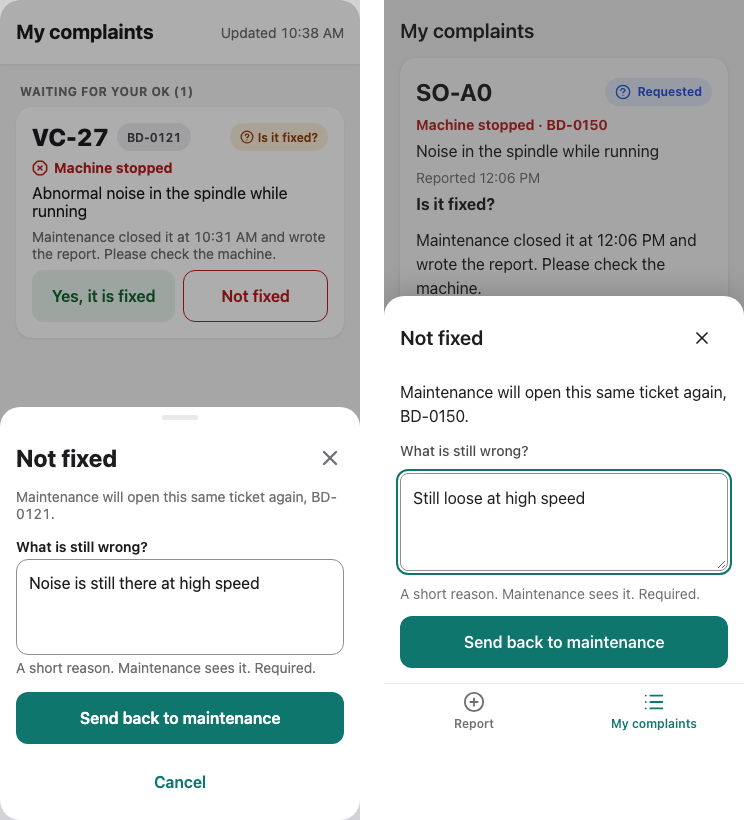 My complaints
Updated 10:38 AM
WAITING FOR YOUR OK (1)
VC-27
BD-0121
Is it fixed?
Machine stopped
Abnormal noise in the spindle while
running
Maintenance closed it at 10:31 AM and wrote
the report. Please check the machine.
Yes, it is fixed
Not fixed
Not fixed
Maintenance will open this same ticket again, BD-
0121.
What is still wrong?
Noise is still there at high speed
A short reason. Maintenance sees it. Required.
Send back to maintenance
Cancel
My complaints
SO-A0
Requested
Machine stopped · BD-0150
Noise in the spindle while running
Reported 12:06 PM
Is it fixed?
Maintenance closed it at 12:06 PM and
wrote the report. Please check the
machine.
Not fixed
Maintenance will open this same ticket again,
BD-0150.
What is still wrong?
Still loose at high speed
A short reason. Maintenance sees it. Required.
Send back to maintenance
Report
My complaints